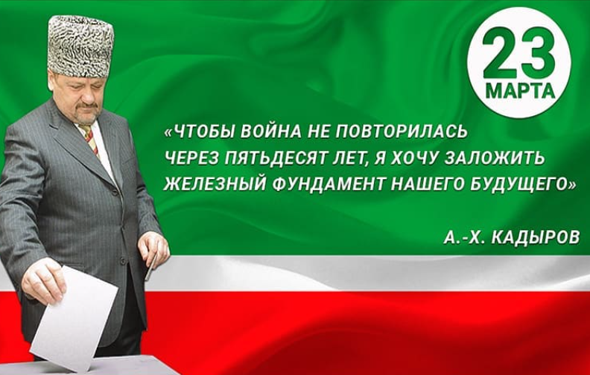 23
МАРТА
«ЧТОБЫ ВОЙНА НЕ ПОВТОРИЛАСЬ
ЧЕРЕЗ ПЯТЬДЕСЯТ ЛЕТ, Я ХОЧУ ЗАЛОЖИТЬ
ЖЕЛЕЗНЫЙ ФУНДАМЕНТ НАШЕГО БУДУЩЕГО»
А.-Х. КАДЫРОВ